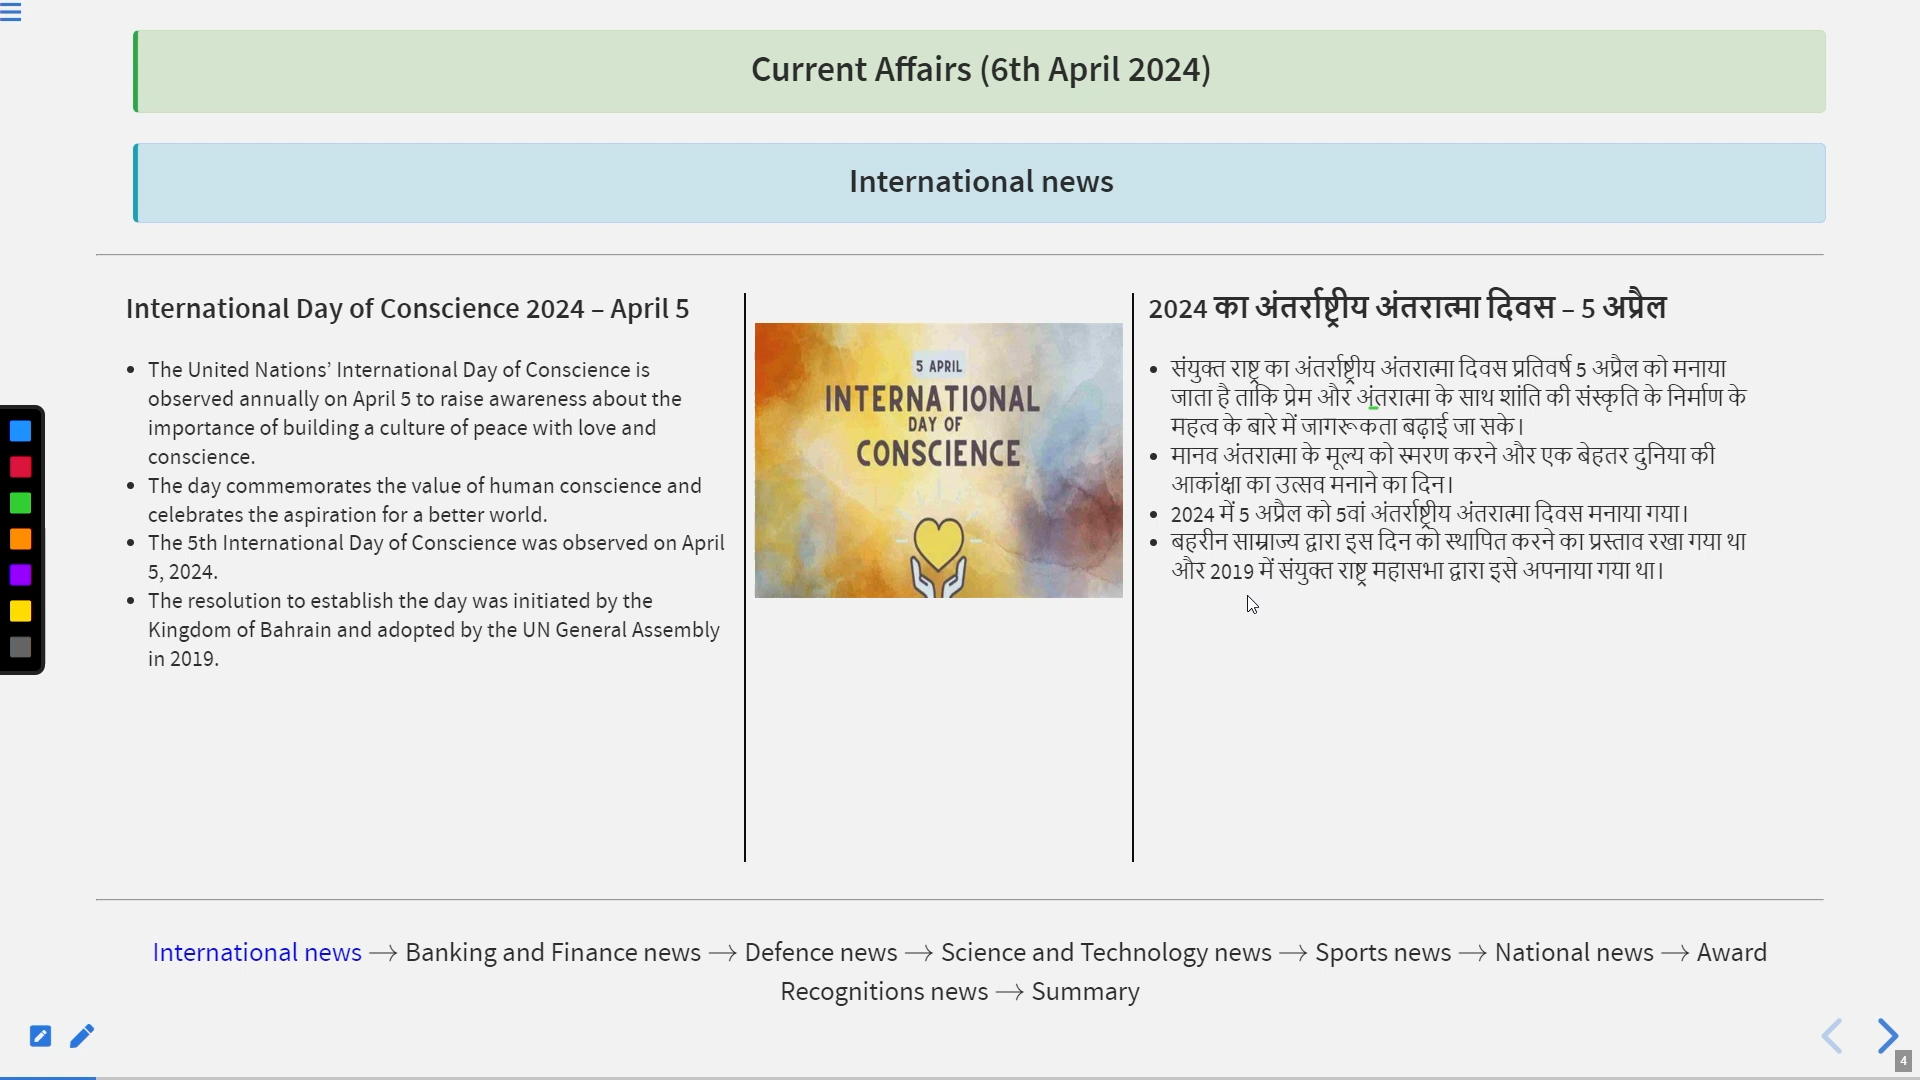 Current Affairs (6th April 2024)
International news
International Day of Conscience 2024 – April 5
The United Nations’ International Day of Conscience is
observed annually on April 5 to raise awareness about the
importance of building a culture of peace with love and
conscience.
The day commemorates the value of human conscience and
celebrates the aspiration for a better world.
The 5th International Day of Conscience was observed on April
5, 2024.
The resolution to establish the day was initiated by the
Kingdom of Bahrain and adopted by the UN General Assembly
in 2019.
5 APRIL
INTERNATIONAL
DAY OF
CONSCIENCE
2024 का अंतर्राष्ट्रीय अंतरात्मा दिवस – 5 अप्रैल
संयुक्त राष्ट्र का अंतर्राष्ट्रीय अंतरात्मा दिवस प्रतिवर्ष 5 अप्रैल को मनाया
जाता है ताकि प्रेम और अंतरात्मा के साथ शांति की संस्कृति के निर्माण के
महत्व के बारे में जागरूकता बढ़ाई जा सके।
मानव अंतरात्मा के मूल्य को स्मरण करने और एक बेहतर दुनिया की
आकांक्षा का उत्सव मनाने का दिन।
2024 में 5 अप्रैल को 5वां अंतर्राष्ट्रीय अंतरात्मा दिवस मनाया गया।
बहरीन साम्राज्य द्वारा इस दिन को स्थापित करने का प्रस्ताव रखा गया था
और 2019 में संयुक्त राष्ट्र महासभा द्वारा इसे अपनाया गया था।
International news → Banking and Finance news → Defence news → Science and Technology news → Sports news → National news → Award
Recognitions news → Summary
4